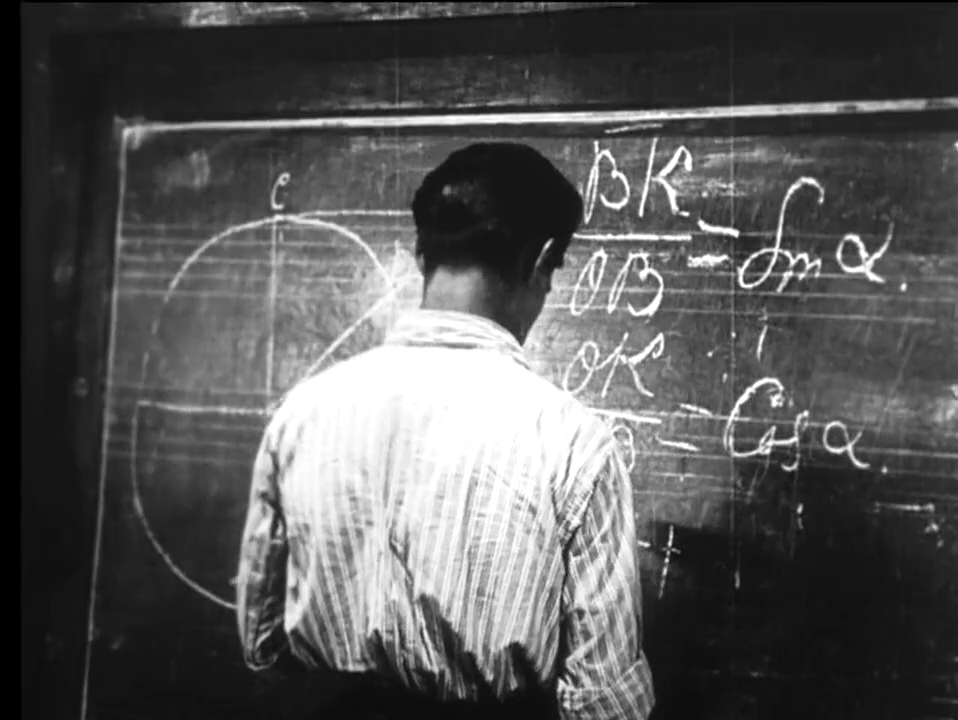 C
BK
— = Sin α.
OB
OK
— = Cos α.